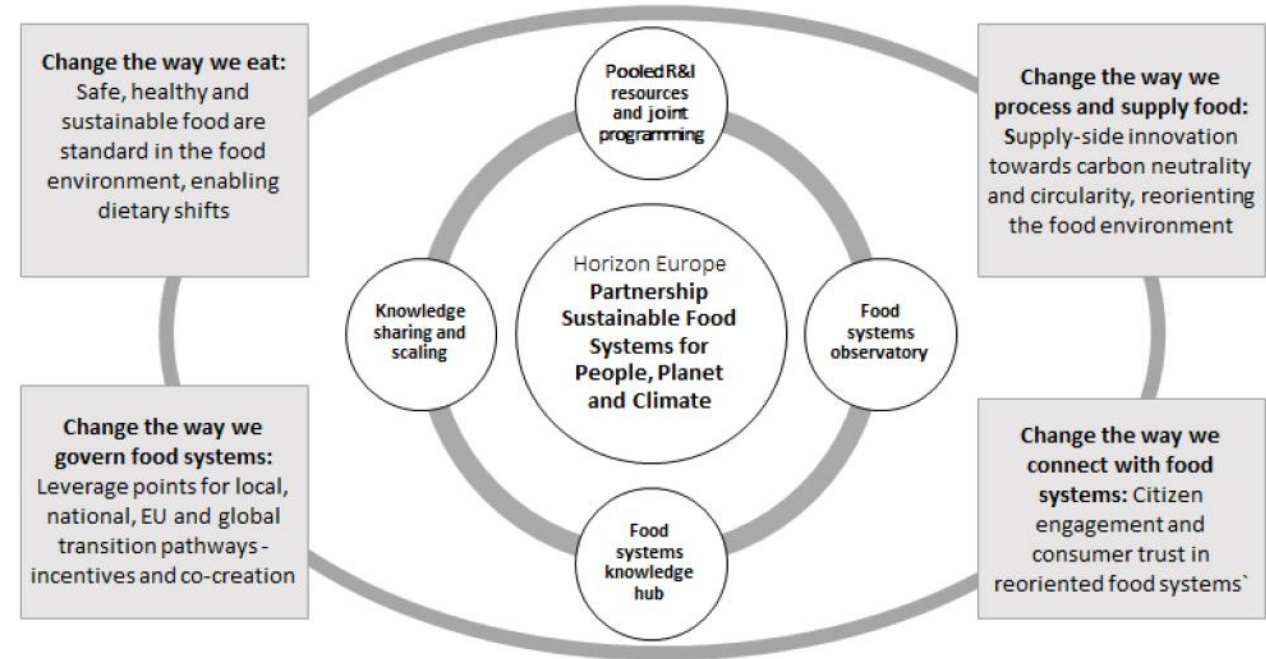 Change the way we eat:
Safe, healthy and
sustainable food are
standard in the food
environment, enabling
dietary shifts
Pooled R&I
resources
and joint
programming
Change the way we
process and supply food:
Supply-side innovation
towards carbon neutrality
and circularity, reorienting
the food environment
Knowledge
sharing and
scaling
Horizon Europe
Partnership
Sustainable Food
Systems for
People, Planet
and Climate
Food
systems
observatory
Change the way we
govern food systems:
Leverage points for local,
national, EU and global
transition pathways -
incentives and co-creation
Food
systems
knowledge
hub
Change the way we
connect with food
systems: Citizen
engagement and
consumer trust in
reoriented food systems`